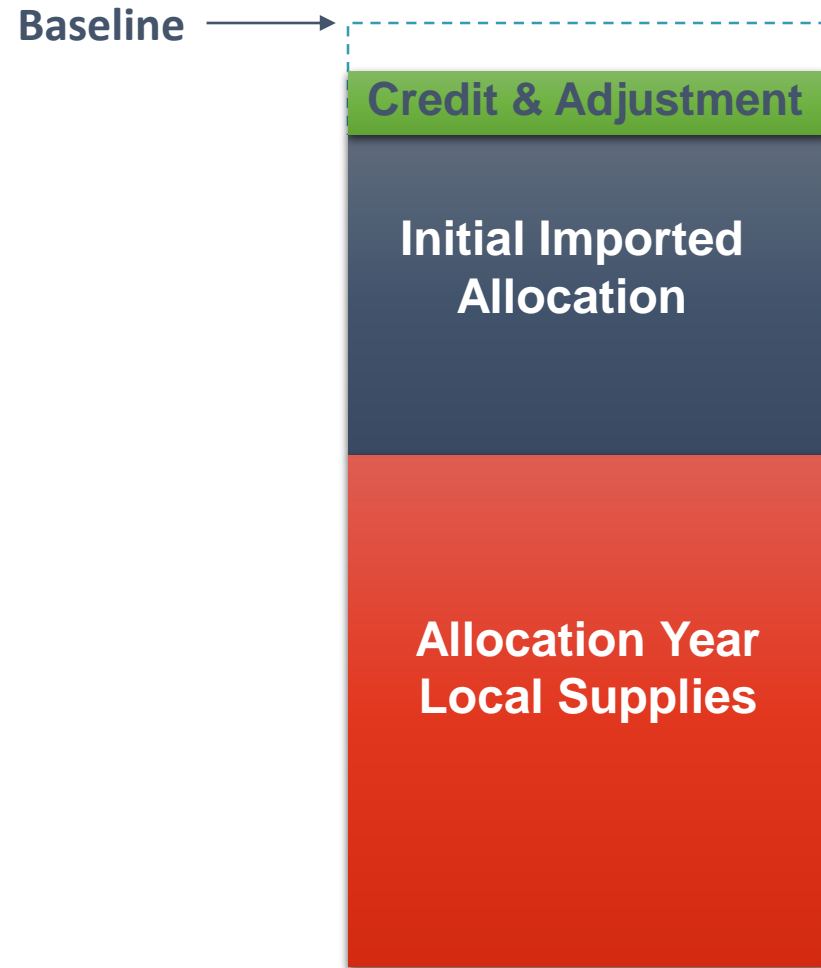 Baseline
Credit & Adjustment
Initial Imported
Allocation
Allocation Year
Local Supplies